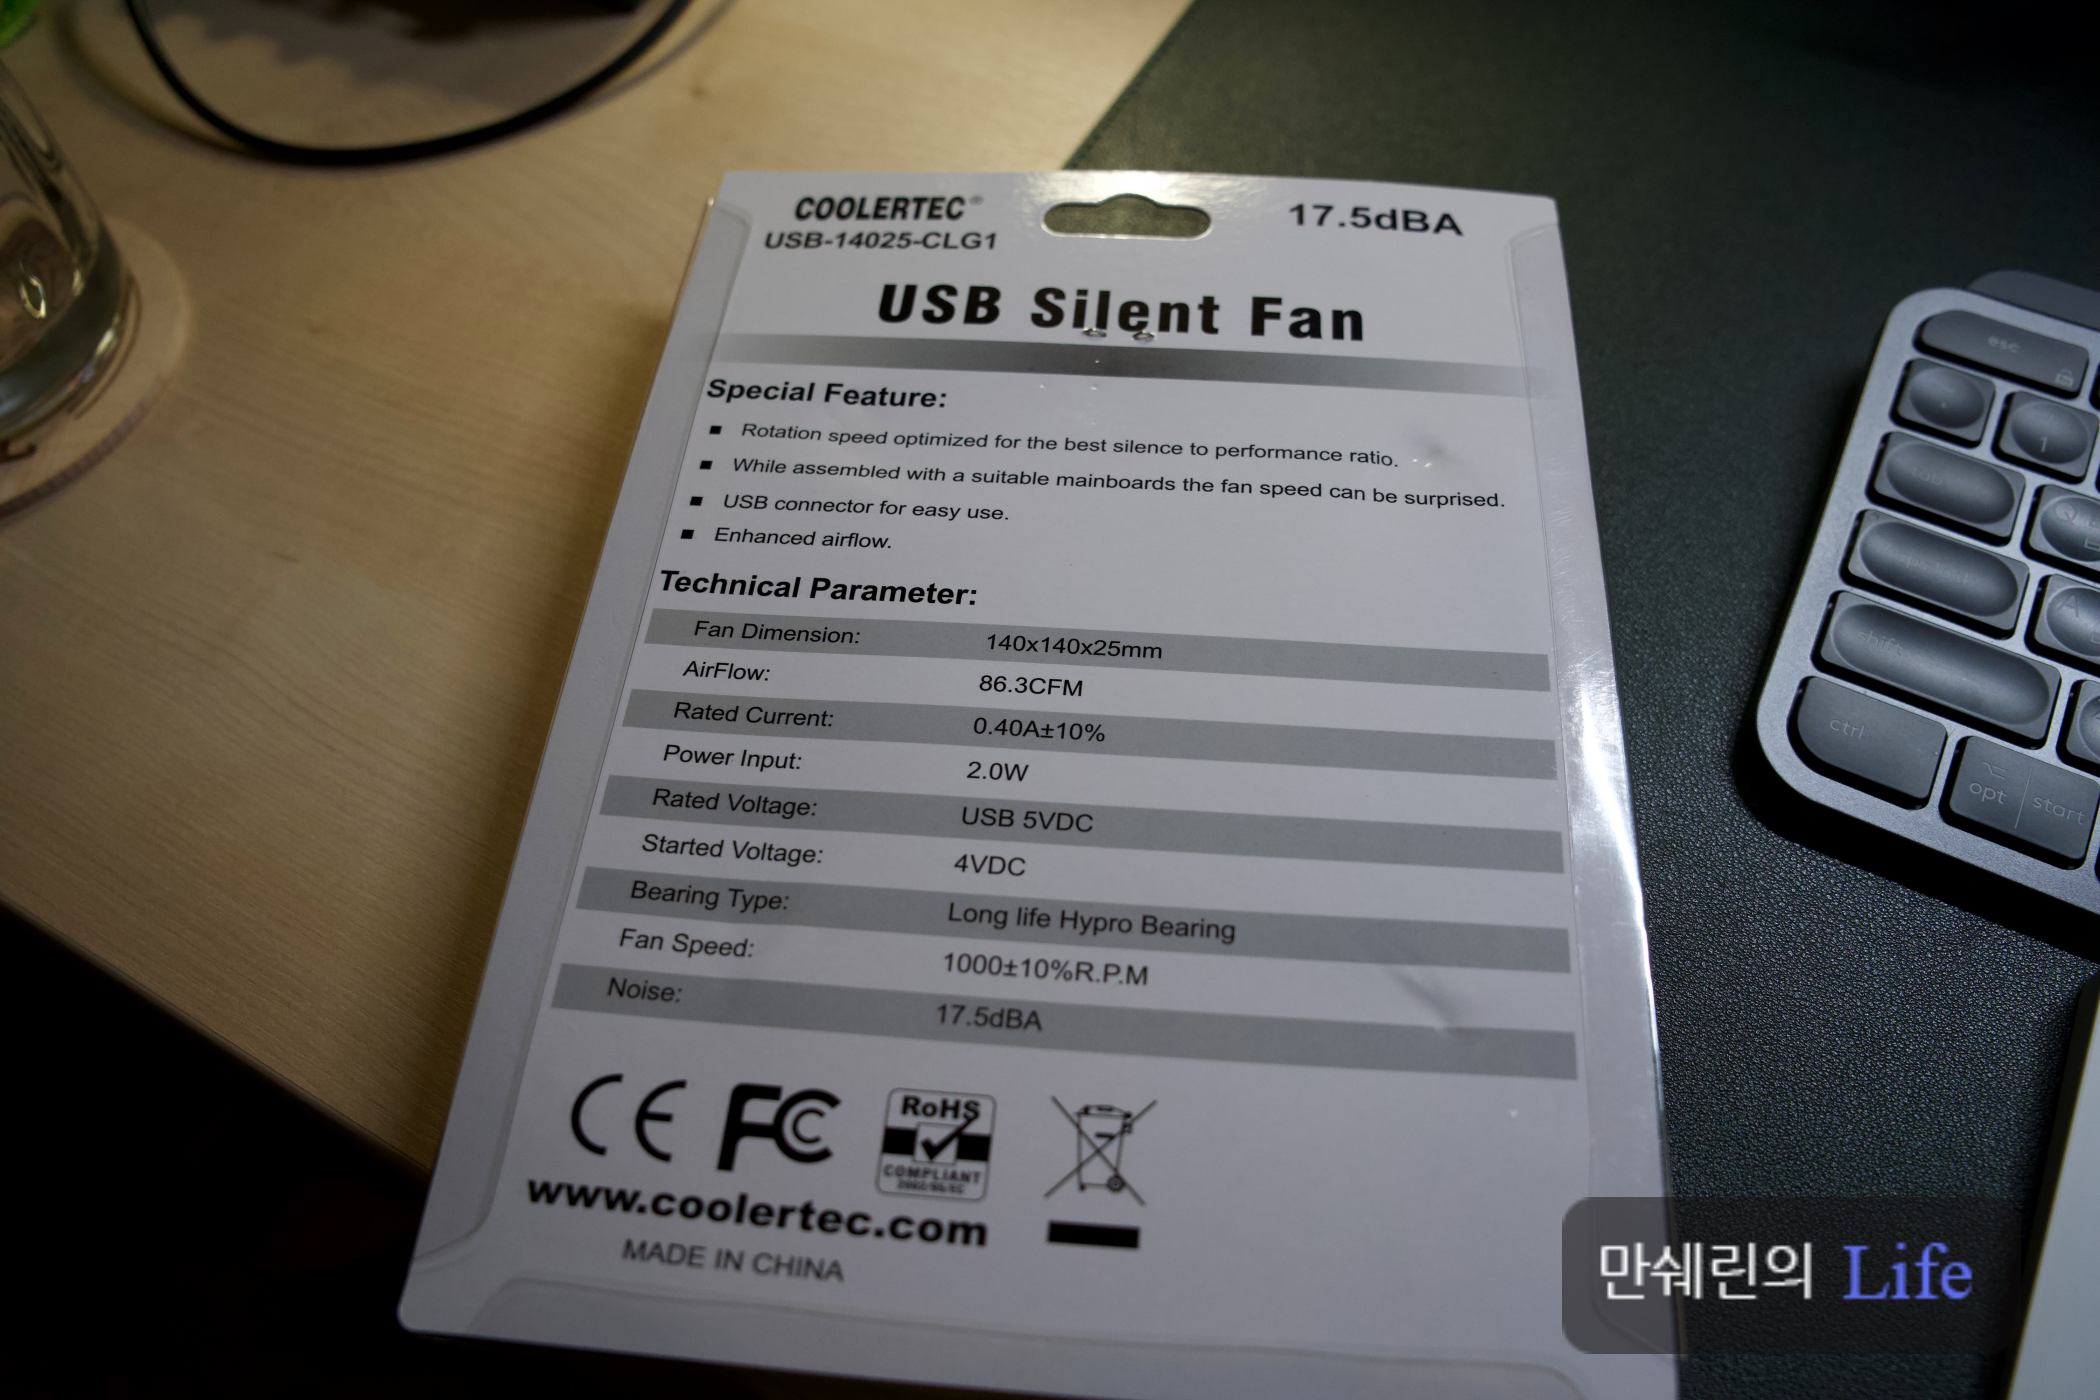 COOLERTEC®
USB-14025-CLG1
17.5dBA
USB Silent Fan
Special Feature:
■ Rotation speed optimized for the best silence to performance ratio.
■ While assembled with a suitable mainboards the fan speed can be surprised.
■ USB connector for easy use.
■ Enhanced airflow.
Technical Parameter:
Fan Dimension: 140x140x25mm
AirFlow: 86.3CFM
Rated Current: 0.40A±10%
Power Input: 2.0W
Rated Voltage: USB 5VDC
Started Voltage: 4VDC
Bearing Type: Long life Hypro Bearing
Fan Speed: 1000±10%R.P.M
Noise: 17.5dBA
CE FC
RoHS
COMPLIANT
www.coolertec.com
MADE IN CHINA
esc
1
tab
Q
A
shift
ctrl
opt start
만쉐린의 Life